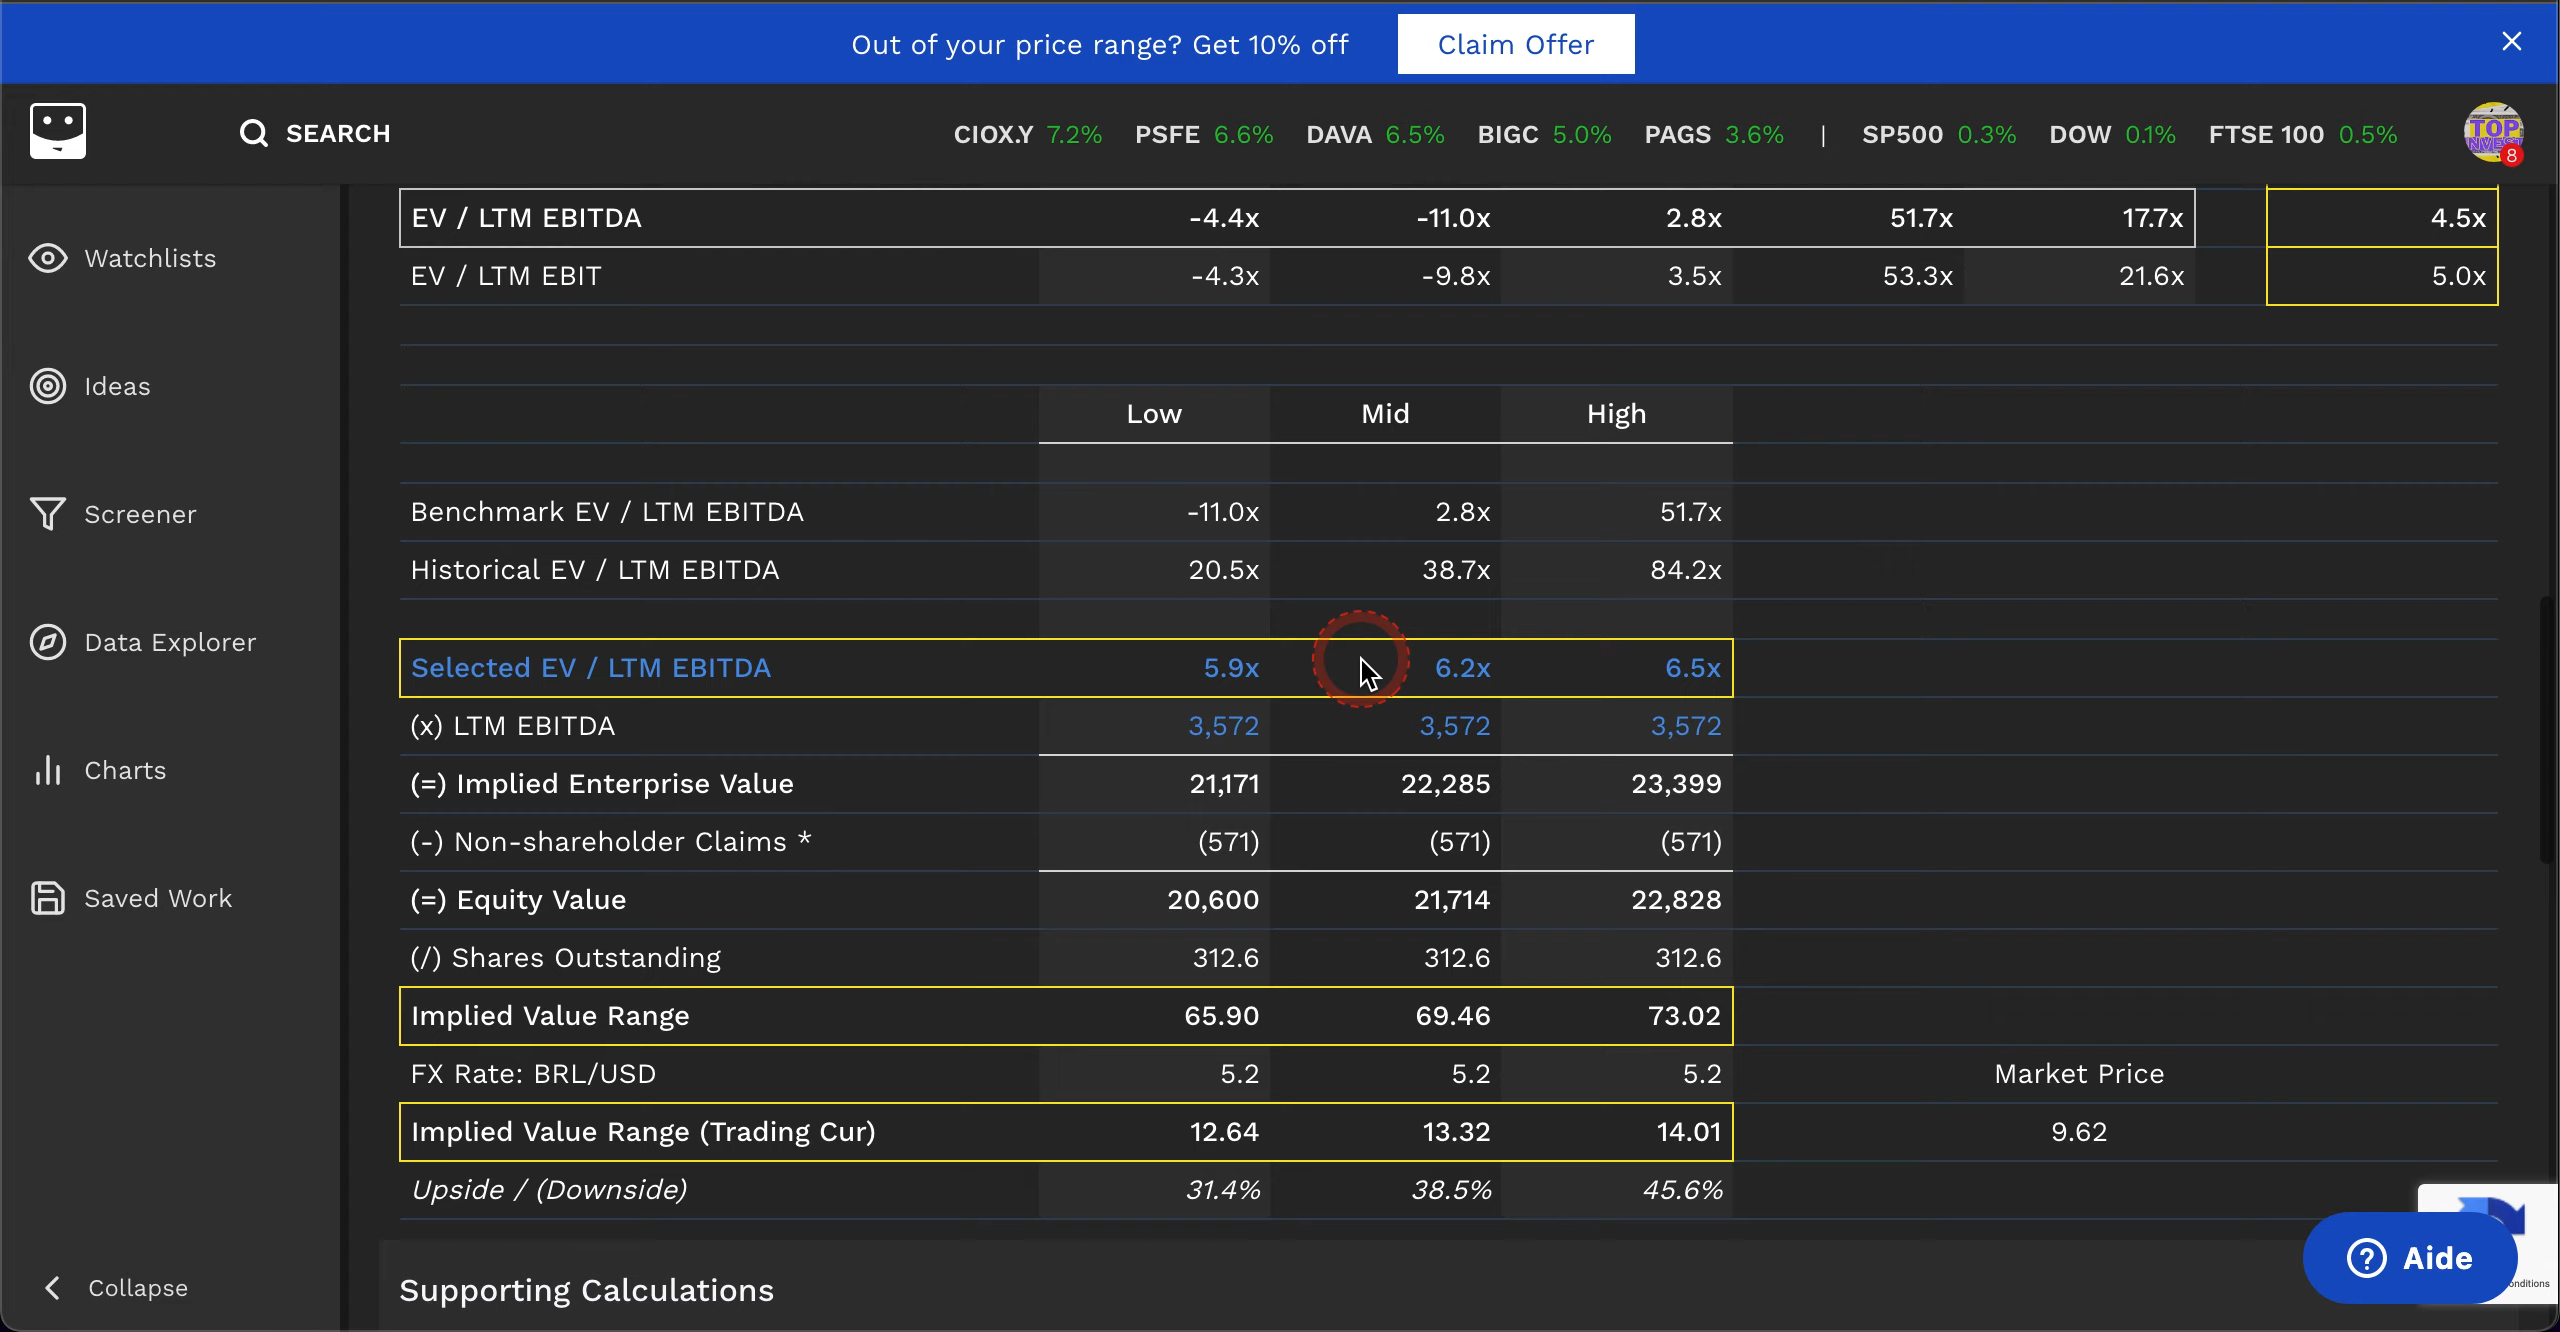 Out of your price range? Get 10% off Claim Offer
SEARCH CIOX.Y 7.2% PSFE 6.6% DAVA 6.5% BIGC 5.0% PAGS 3.6% | SP500 0.3% DOW 0.1% FTSE 100 0.5%
TOP
8
Watchlists
Ideas
Screener
Data Explorer
Charts
Saved Work
Collapse
EV / LTM EBITDA -4.4x -11.0x 2.8x 51.7x 17.7x 4.5x
EV / LTM EBIT -4.3x -9.8x 3.5x 53.3x 21.6x 5.0x
Low Mid High
Benchmark EV / LTM EBITDA -11.0x 2.8x 51.7x
Historical EV / LTM EBITDA 20.5x 38.7x 84.2x
Selected EV / LTM EBITDA 5.9x 6.2x 6.5x
(x) LTM EBITDA 3,572 3,572 3,572
(=) Implied Enterprise Value 21,171 22,285 23,399
(-) Non-shareholder Claims * (571) (571) (571)
(=) Equity Value 20,600 21,714 22,828
(/) Shares Outstanding 312.6 312.6 312.6
Implied Value Range 65.90 69.46 73.02
FX Rate: BRL/USD 5.2 5.2 5.2 Market Price
Implied Value Range (Trading Cur) 12.64 13.32 14.01 9.62
Upside / (Downside) 31.4% 38.5% 45.6%
Supporting Calculations
Aide